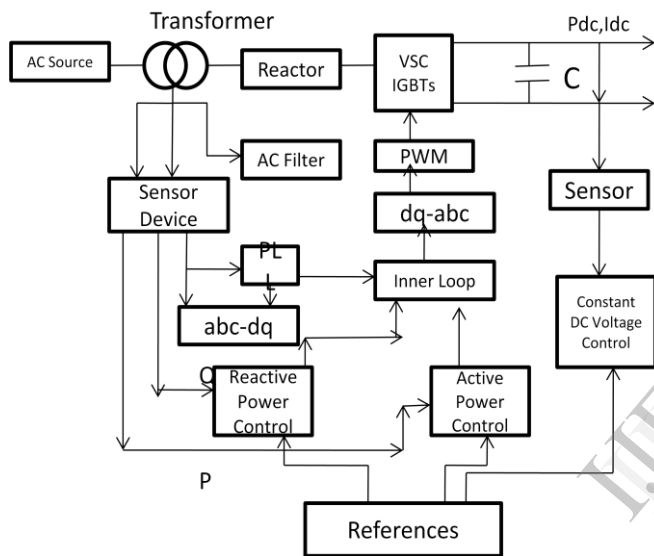 Transformer
Pdc,Idc
AC Source
Reactor
VSC
IGBTs
C
AC Filter
PWM
Sensor
Device
Sensor
dq-abc
PL
L
Inner Loop
abc-dq
Constant
DC Voltage
Control
Q
Reactive
Power
Control
Active
Power
Control
P
References